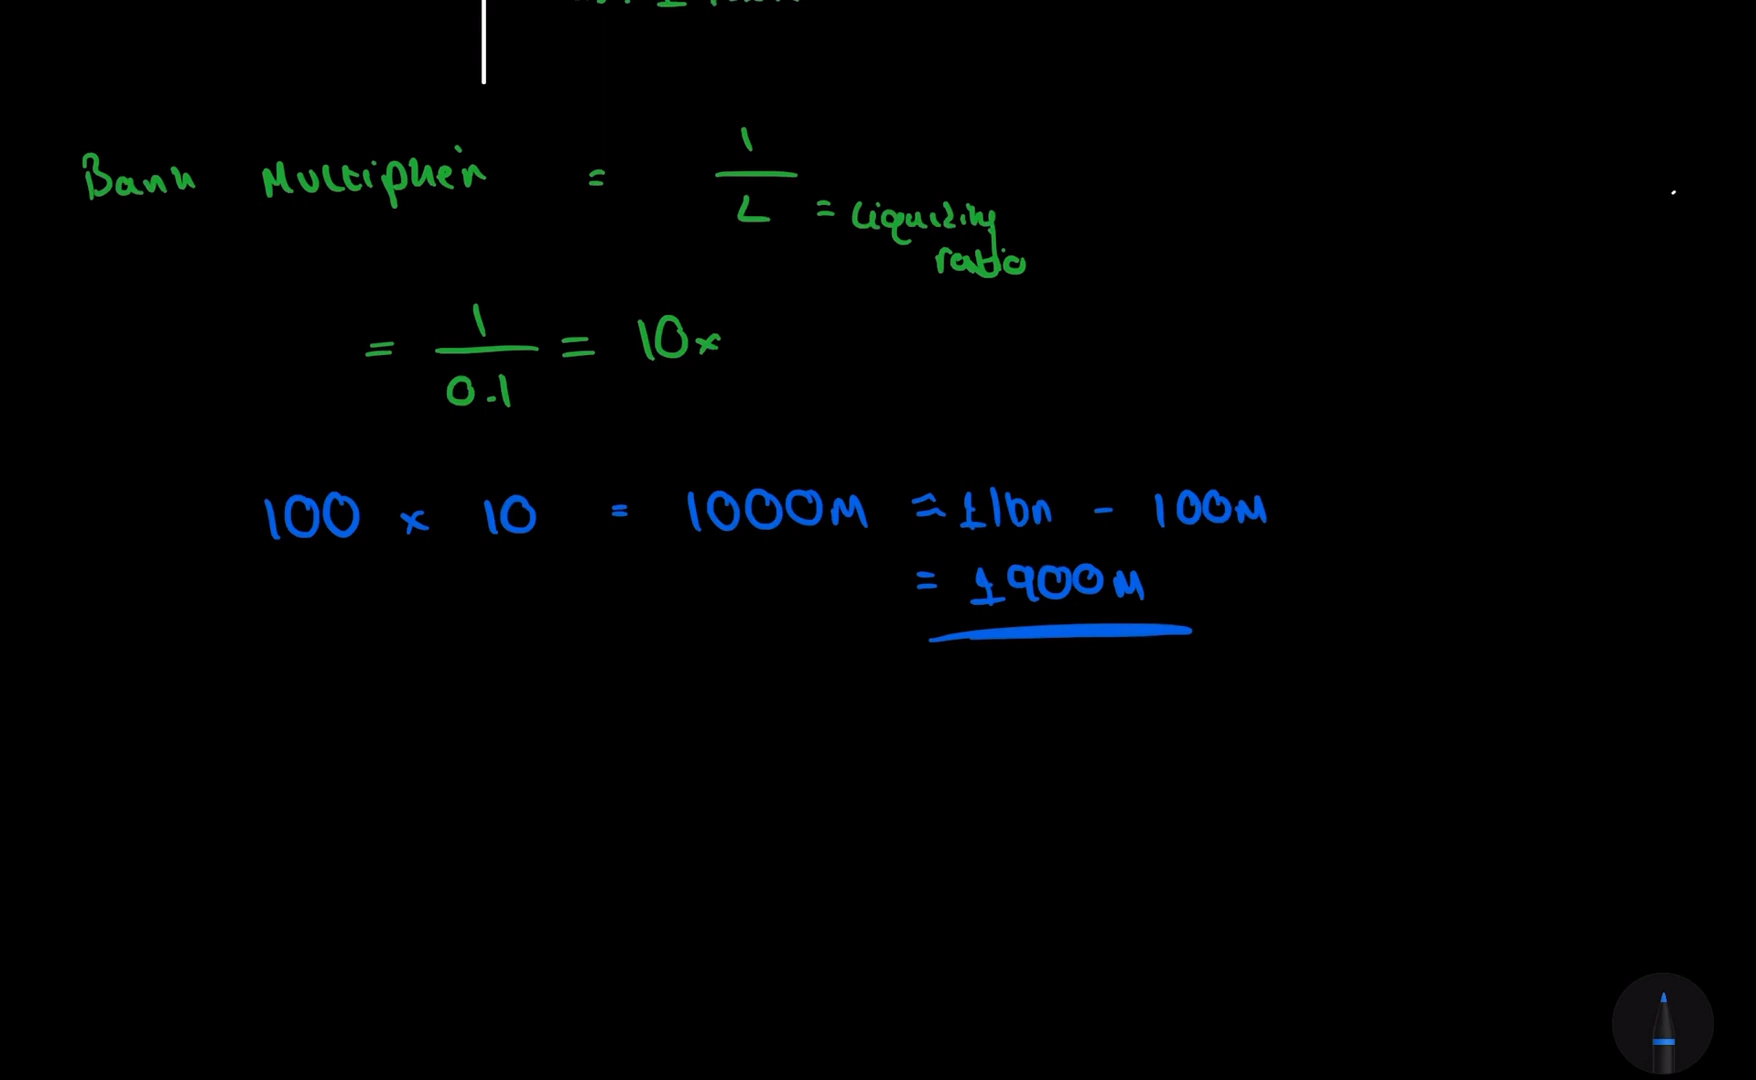 Bank Multiplier = 1 / L = Liquidity ratio
= 1 / 0.1 = 10x
100 x 10 = 1000M = £1bn - 100M
= £900M